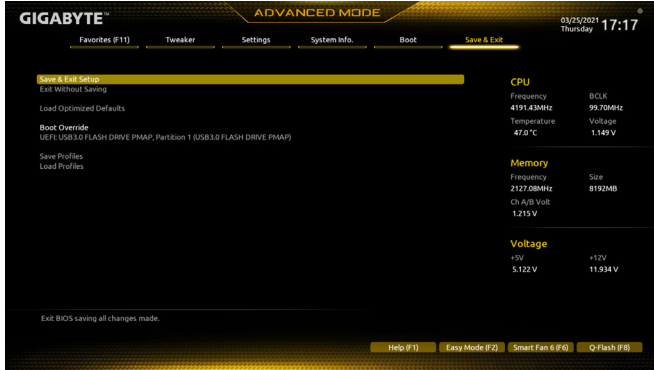 GIGABYTE™
ADVANCED MODE
03/25/2021 Thursday 17:17
Favorites (F11) Tweaker Settings System Info. Boot Save & Exit
Save & Exit Setup
Exit Without Saving
Load Optimized Defaults
Boot Override
UEFI: USB3.0 FLASH DRIVE PMAP, Partition 1 (USB3.0 FLASH DRIVE PMAP)
Save Profiles
Load Profiles
CPU
Frequency BCLK
4191.43MHz 99.70MHz
Temperature Voltage
47.0 °C 1.149 V
Memory
Frequency Size
2127.08MHz 8192MB
Ch A/B Volt
1.215 V
Voltage
+5V +12V
5.122 V 11.934 V
Exit BIOS saving all changes made.
Help (F1) Easy Mode (F2) Smart Fan 6 (F6) Q-Flash (F8)